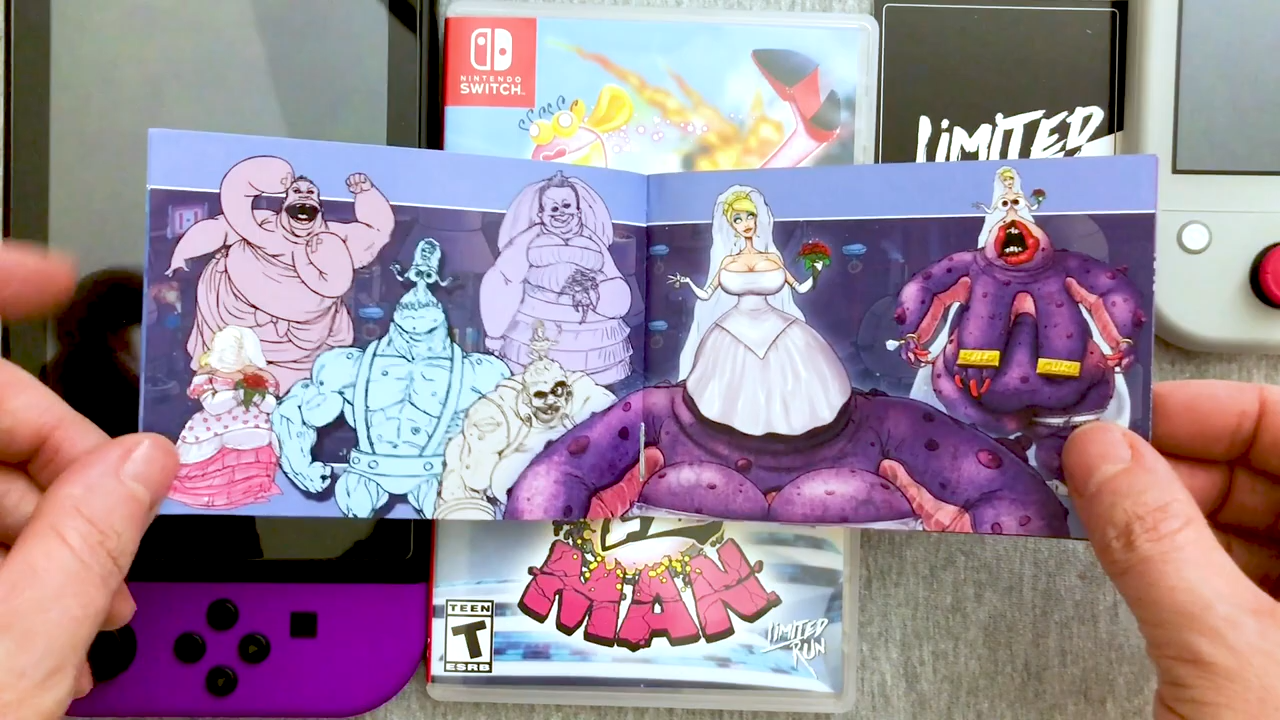 NINTENDO
SWITCH
LIMITED
MAN
TEEN
T
ESRB
LIMITED
RUN